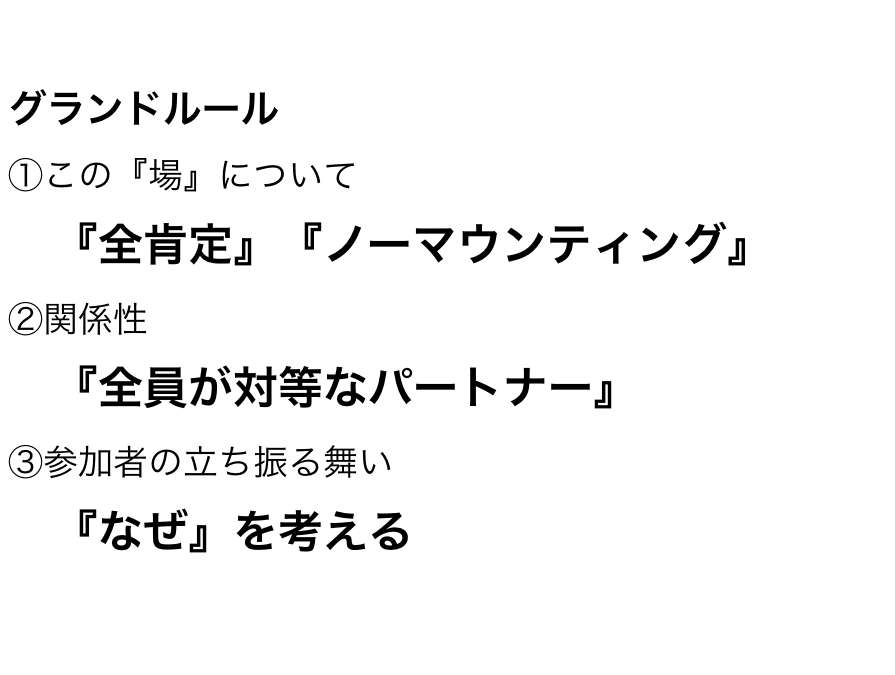 グランドルール
①この『場』について
『全肯定』『ノーマウンティング』
②関係性
『全員が対等なパートナー』
③参加者の立ち振る舞い
『なぜ』を考える